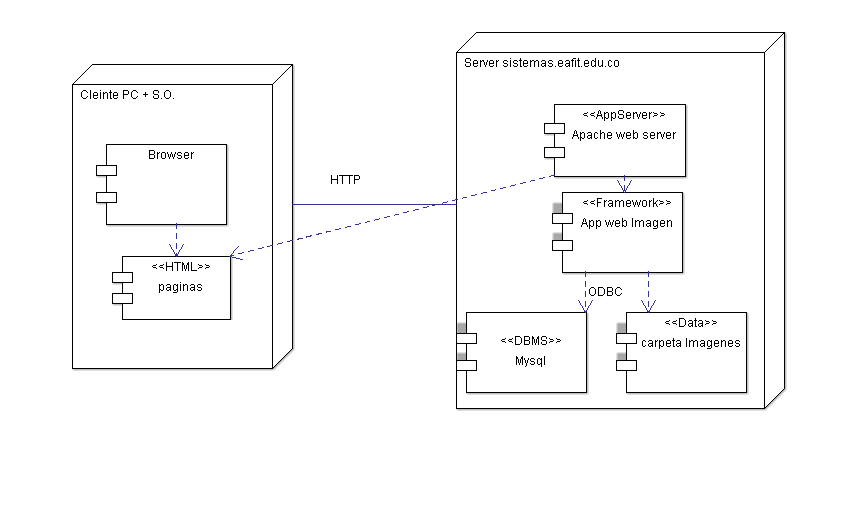 Cleinte PC + S.O.
Browser
<<HTML>>
paginas
HTTP
Server sistemas.eafit.edu.co
<<AppServer>>
Apache web server
<<Framework>>
App web Imagen
ODBC
<<DBMS>>
Mysql
<<Data>>
carpeta Imagenes